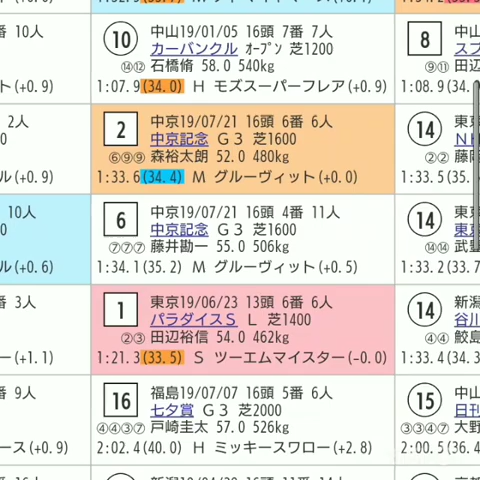 番 10人
ト(+0.9)
10 中山19/01/05 16頭 7番 7人
カーバンクル ｵｰﾌﾟﾝ 芝1200
⑭⑫ 石橋脩 58.0 540kg
1:07.9(34.0) H モズスーパーフレア(+0.9)
8 中山
⑨⑪ 田辺
1:08.9(34.
2人
ル(+0.9)
2 中京19/07/21 16頭 6番 6人
中京記念 G3 芝1600
⑥⑨⑨ 森裕太朗 52.0 480kg
1:33.6(34.4) M グルーヴィット(+0.0)
14 東京
②② 藤岡
1:33.5(35.
10人
ル(+0.6)
6 中京19/07/21 16頭 4番 11人
中京記念 G3 芝1600
⑦⑦⑦ 藤井勘一 55.0 506kg
1:34.1(35.2) M グルーヴィット(+0.5)
14 東京
東京
⑭⑭ 武豊
1:33.2(33.7
番 3人
ー(+1.1)
1 東京19/06/23 13頭 6番 6人
パラダイスS L 芝1400
②③ 田辺裕信 54.0 462kg
1:21.3(33.5) S ツーエムマイスター(-0.0)
14 新潟
谷川
④④ 鮫島
1:33.4(34.3
番 9人
ース(+0.9)
16 福島19/07/07 16頭 5番 6人
七夕賞 G3 芝2000
④④③⑦ 戸崎圭太 57.0 526kg
2:02.4(40.0) H ミッキースワロー(+2.8)
15 中山
日刊
③③④⑦ 大野
2:00.5(36.4